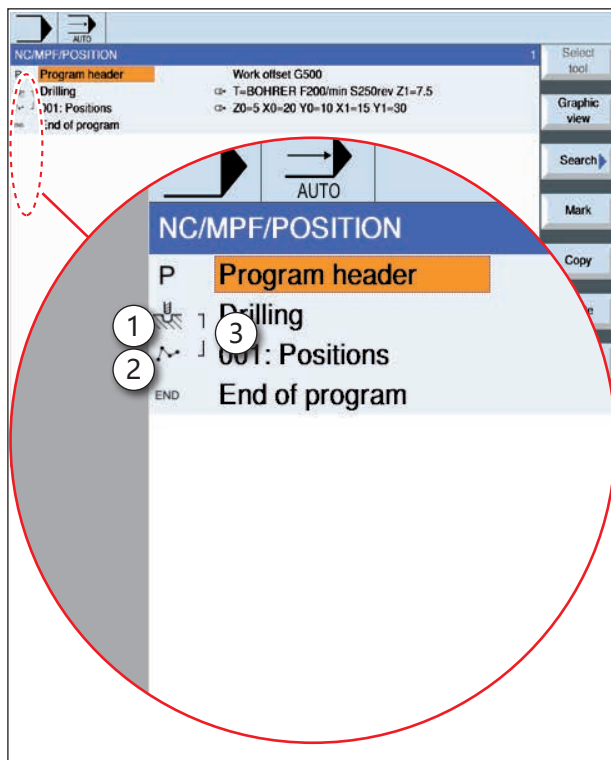 AUTO
NC/MPF/POSITION 1
Select tool
P Program header Work offset G500
Drilling T=BOHRER F200/min S250rev Z1=7.5
001: Positions Z0=5 X0=20 Y0=10 X1=15 Y1=30
END End of program
Graphic view
Search
Mark
Copy
e
AUTO
NC/MPF/POSITION
P Program header
1 Drilling
3
2 001: Positions
END End of program